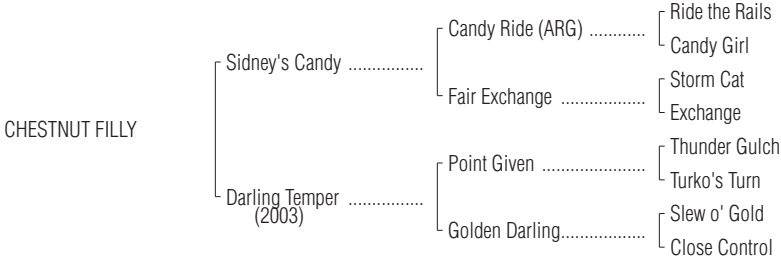 Ride the Rails
Candy Ride (ARG) ............
Candy Girl
Sidney's Candy ................
Storm Cat
Fair Exchange ..................
Exchange
CHESTNUT FILLY
Thunder Gulch
Point Given ......................
Turko's Turn
Darling Temper ................
(2003)
Slew o' Gold
Golden Darling..................
Close Control